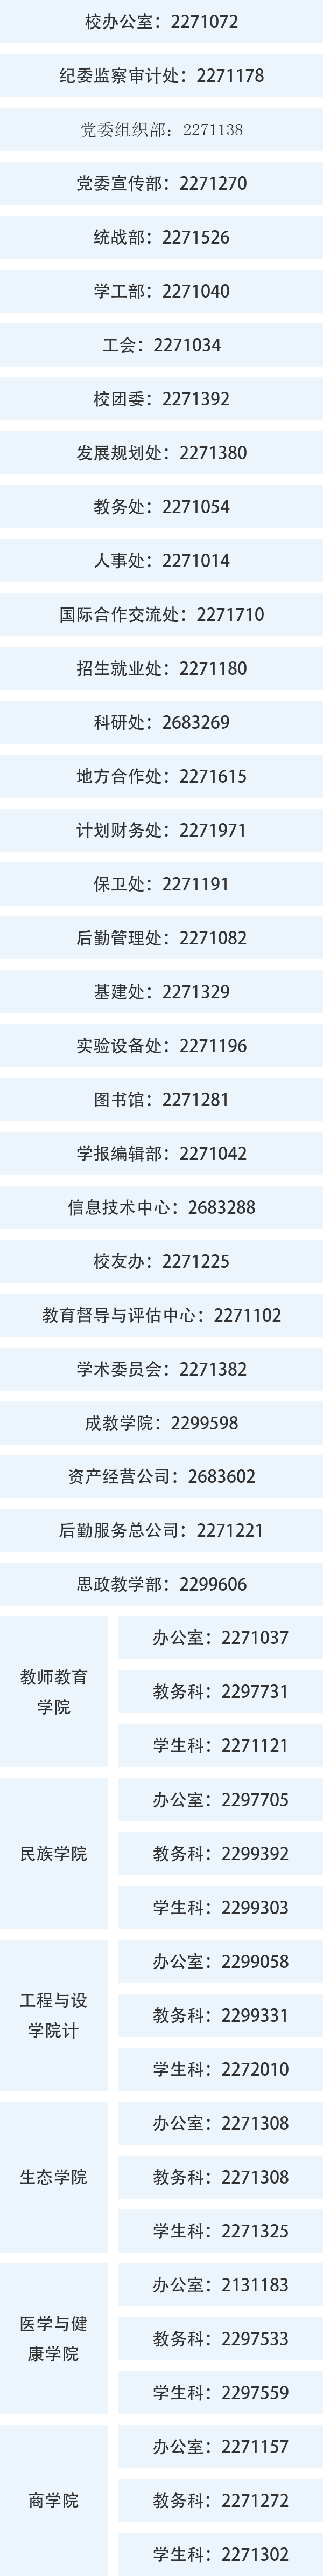 校办公室：2271072
纪委监察审计处：2271178
党委组织部：2271138
党委宣传部：2271270
统战部：2271526
学工部：2271040
工会：2271034
校团委：2271392
发展规划处：2271380
教务处：2271054
人事处：2271014
国际合作交流处：2271710
招生就业处：2271180
科研处：2683269
地方合作处：2271615
计划财务处：2271971
保卫处：2271191
后勤管理处：2271082
基建处：2271329
实验设备处：2271196
图书馆：2271281
学报编辑部：2271042
信息技术中心：2683288
校友办：2271225
教育督导与评估中心：2271102
学术委员会：2271382
成教学院：2299598
资产经营公司：2683602
后勤服务总公司：2271221
思政教学部：2299606
教师教育
学院
办公室：2271037
教务科：2297731
学生科：2271121
民族学院
办公室：2297705
教务科：2299392
学生科：2299303
工程与设
学院计
办公室：2299058
教务科：2299331
学生科：2272010
生态学院
办公室：2271308
教务科：2271308
学生科：2271325
医学与健
康学院
办公室：2131183
教务科：2297533
学生科：2297559
商学院
办公室：2271157
教务科：2271272
学生科：2271302